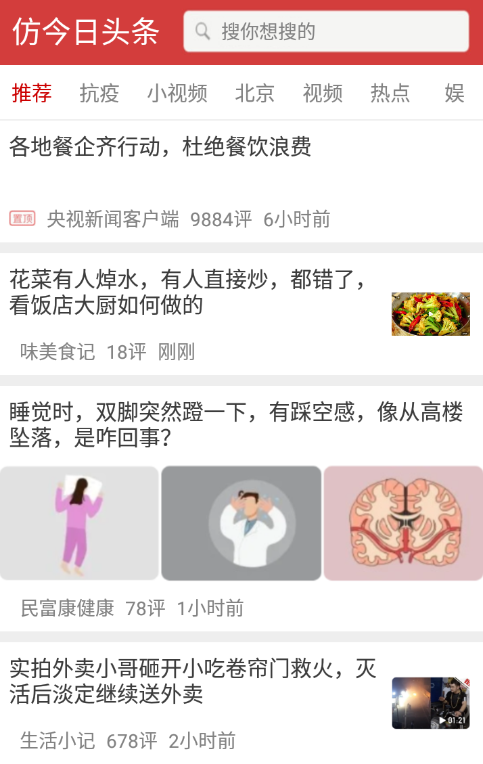 仿今日头条
搜你想搜的
推荐 抗疫 小视频 北京 视频 热点 娱
各地餐企齐行动，杜绝餐饮浪费
置顶 央视新闻客户端 9884评 6小时前
花菜有人焯水，有人直接炒，都错了，
看饭店大厨如何做的
味美食记 18评 刚刚
睡觉时，双脚突然蹬一下，有踩空感，像从高楼
坠落，是咋回事？
民富康健康 78评 1小时前
实拍外卖小哥砸开小吃卷帘门救火，灭
活后淡定继续送外卖
01:21
生活小记 678评 2小时前